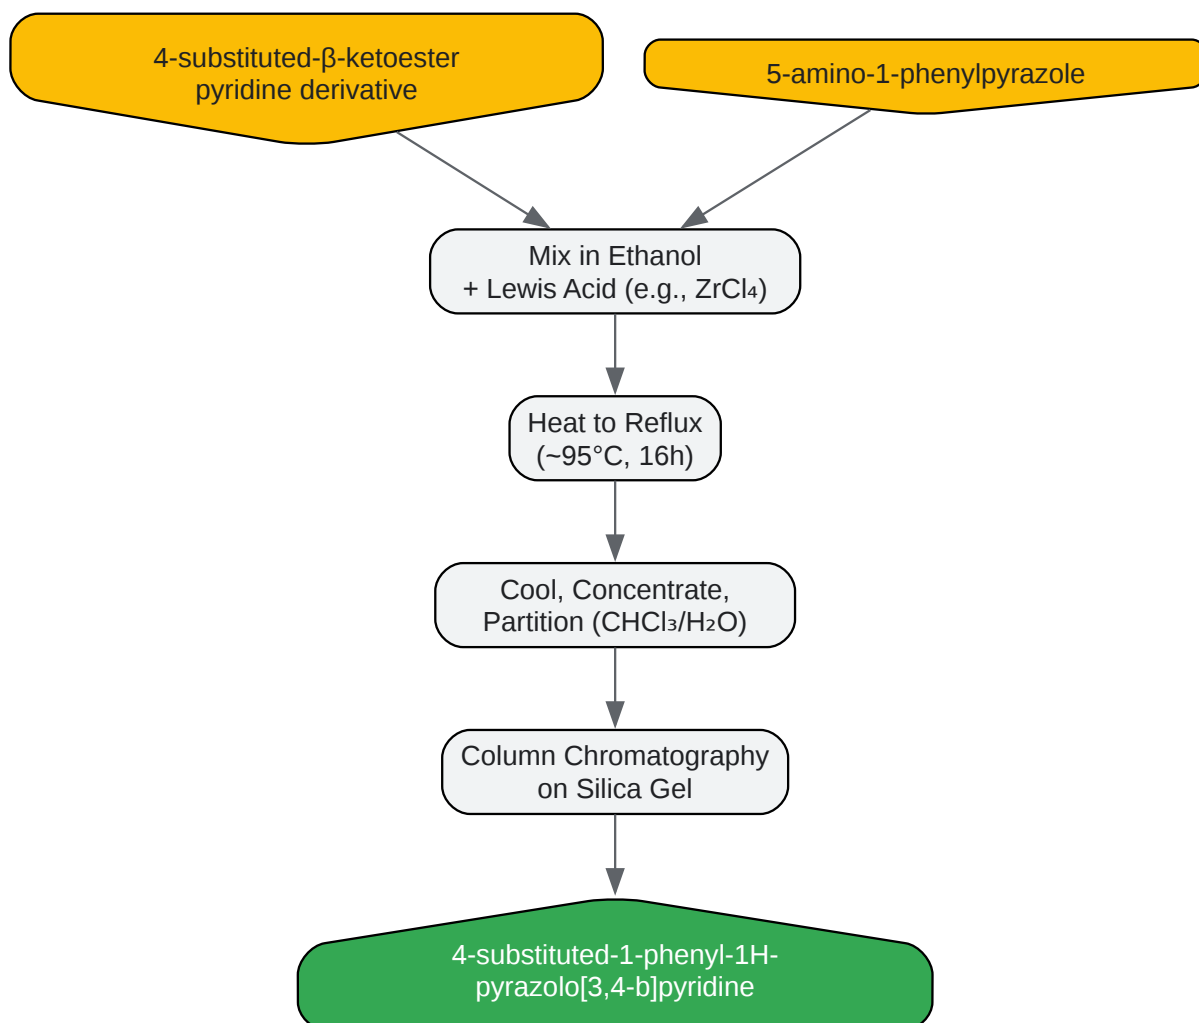 4-substituted-β-ketoester
pyridine derivative
5-amino-1-phenylpyrazole
Mix in Ethanol
+ Lewis Acid (e.g., ZrCl₄)
Heat to Reflux
(~95°C, 16h)
Cool, Concentrate,
Partition (CHCl₃/H₂O)
Column Chromatography
on Silica Gel
4-substituted-1-phenyl-1H-
pyrazolo[3,4-b]pyridine